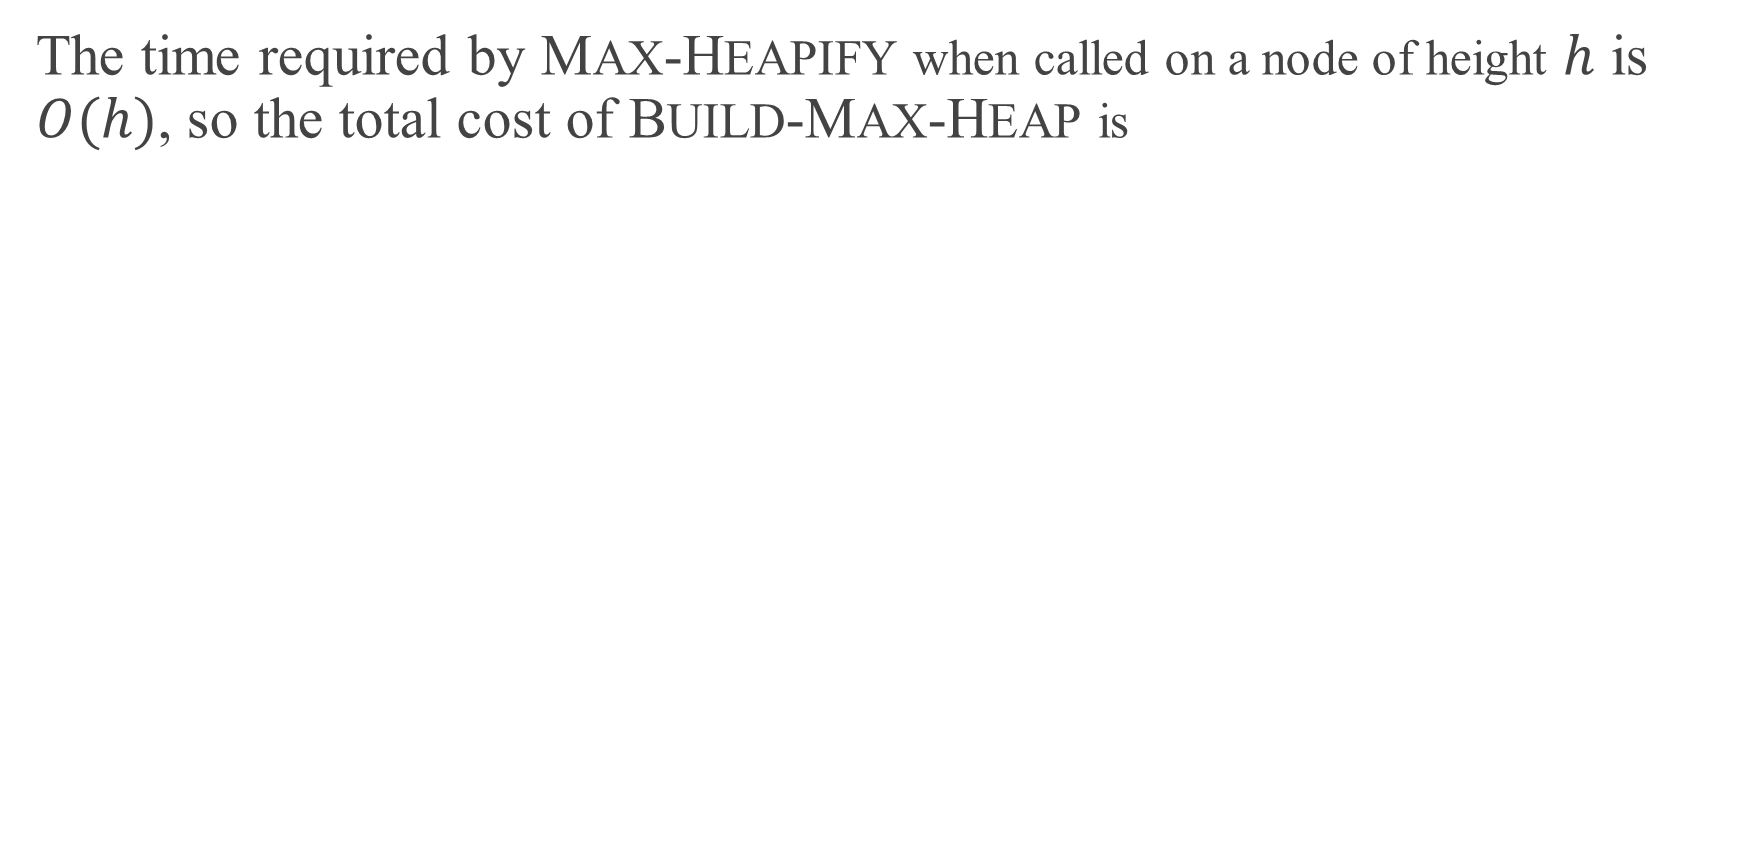 The time required by MAX-HEAPIFY when called on a node of height h is
O(h), so the total cost of BUILD-MAX-HEAP is